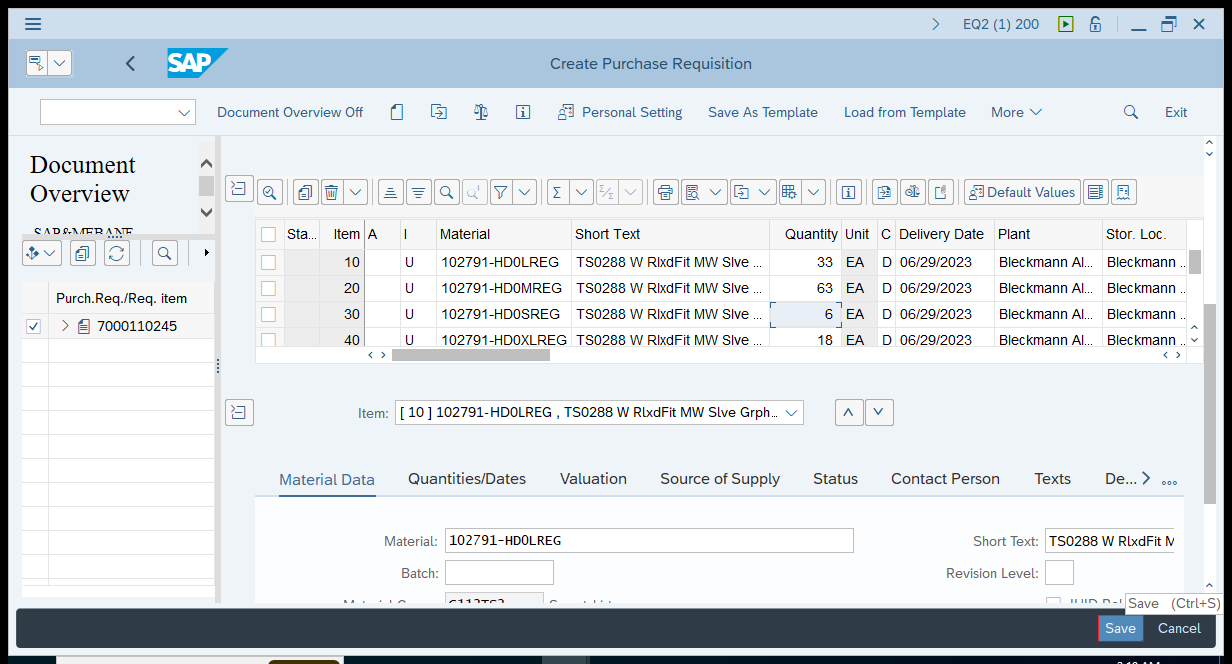 EQ2 (1) 200
SAP
Create Purchase Requisition
Document Overview Off
Personal Setting
Save As Template
Load from Template
More
Exit
Document
Overview
SAP&MEBANE
Default Values
Purch.Req./Req. item
7000110245
Sta... Item A I Material Short Text Quantity Unit C Delivery Date Plant Stor. Loc.
10 U 102791-HD0LREG TS0288 W RlxdFit MW Slve ... 33 EA D 06/29/2023 Bleckmann Al... Bleckmann ...
20 U 102791-HD0MREG TS0288 W RlxdFit MW Slve ... 63 EA D 06/29/2023 Bleckmann Al... Bleckmann ...
30 U 102791-HD0SREG TS0288 W RlxdFit MW Slve ... 6 EA D 06/29/2023 Bleckmann Al... Bleckmann ...
40 U 102791-HD0XLREG TS0288 W RlxdFit MW Slve ... 18 EA D 06/29/2023 Bleckmann Al... Bleckmann ...
Item: [ 10 ] 102791-HD0LREG , TS0288 W RlxdFit MW Slve Grph...
Material Data Quantities/Dates Valuation Source of Supply Status Contact Person Texts De...
Material: 102791-HD0LREG Short Text: TS0288 W RlxdFit M
Batch: Revision Level:
Save (Ctrl+S)
Save Cancel